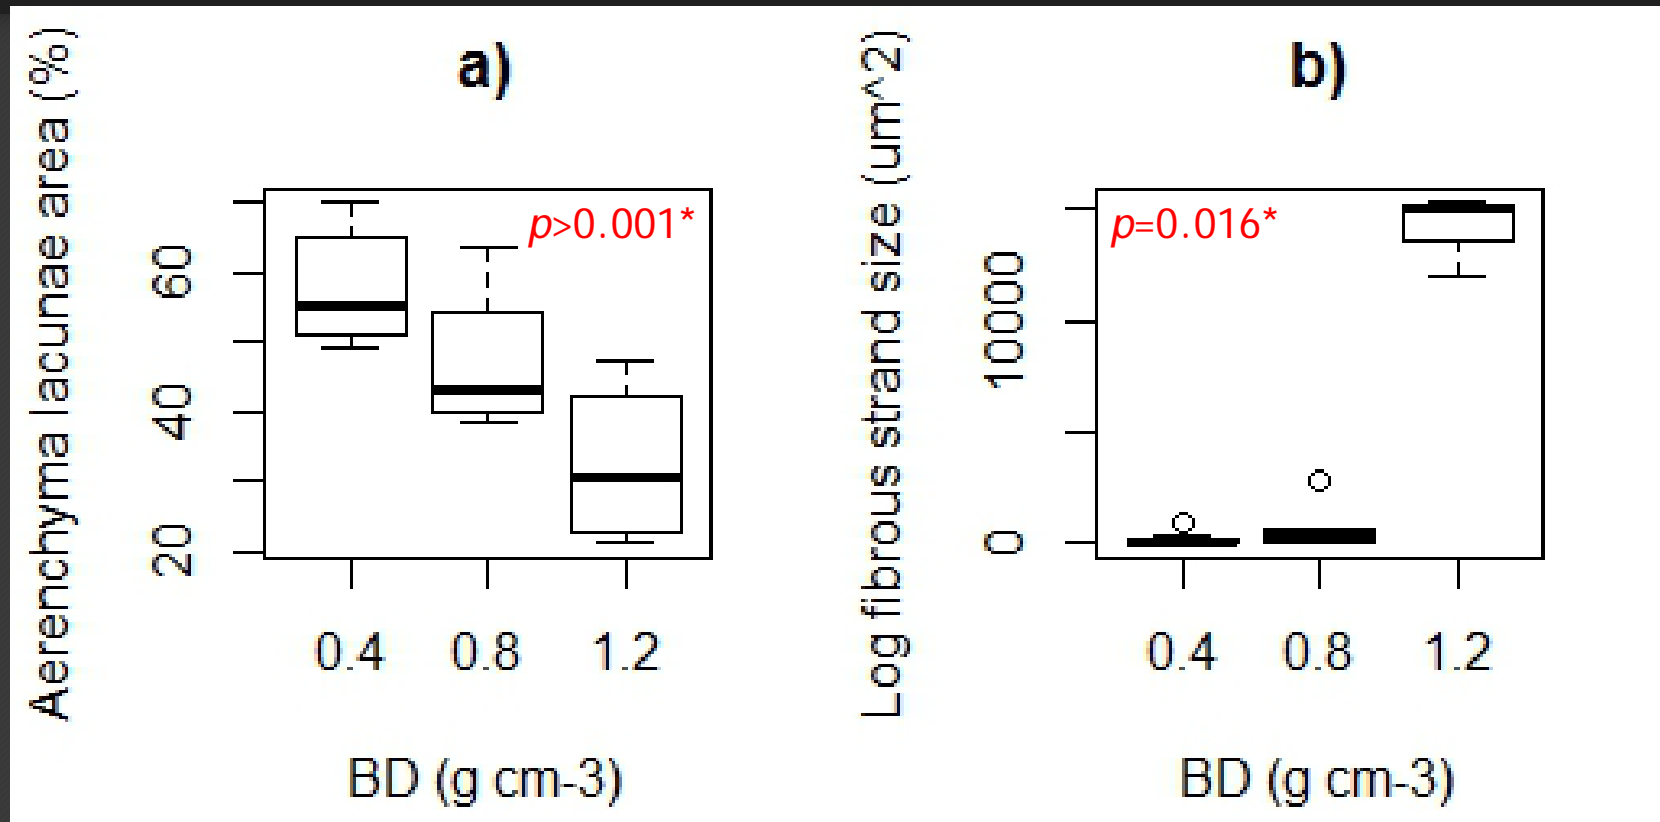 a)
Aerenchyma lacunae area (%)
60
40
20
p>0.001*
0.4 0.8 1.2
BD (g cm-3)
b)
Log fibrous strand size (um^2)
100000
0
p=0.016*
0.4 0.8 1.2
BD (g cm-3)